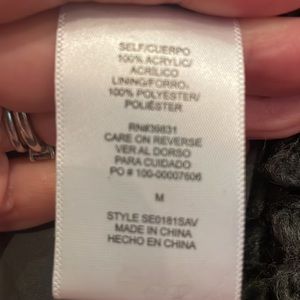 SELF/CUERPO
100% ACRYLIC/
ACRÍLICO
LINING/FORRO:
100% POLYESTER/
POLIÉSTER
RN#39831
CARE ON REVERSE
VER AL DORSO
PARA CUIDADO
PO # 100-00007606
M
STYLE SE0181SAV
MADE IN CHINA
HECHO EN CHINA